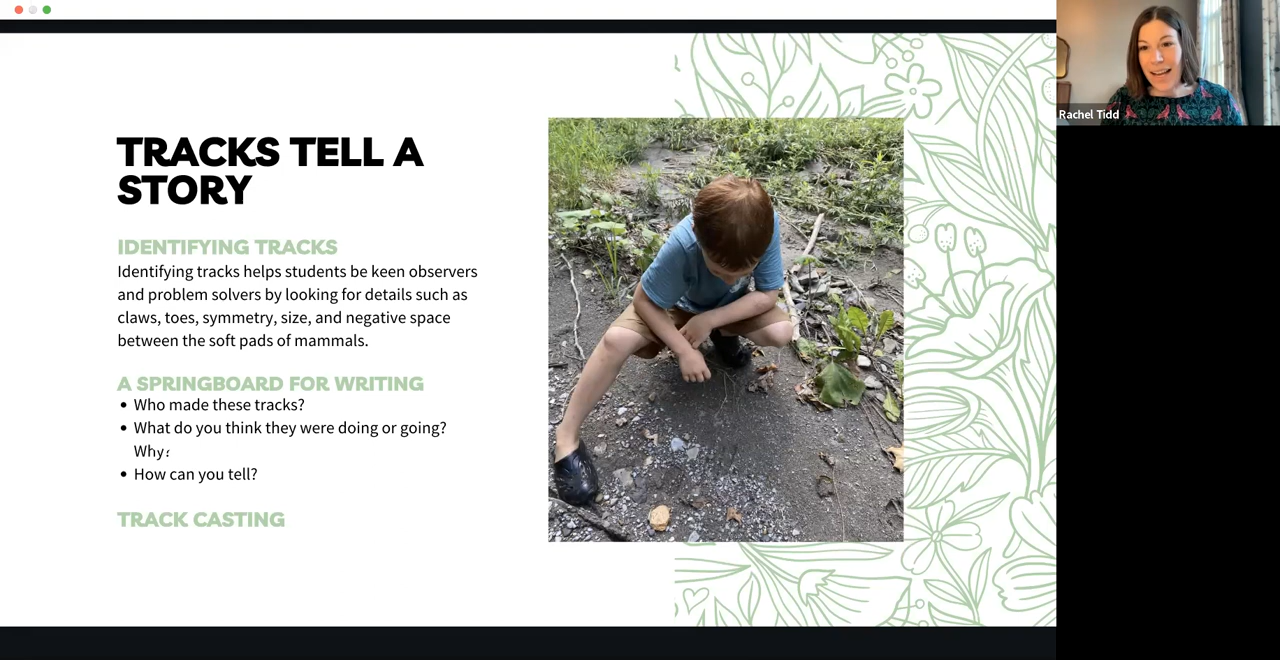 TRACKS TELL A
STORY
IDENTIFYING TRACKS
Identifying tracks helps students be keen observers
and problem solvers by looking for details such as
claws, toes, symmetry, size, and negative space
between the soft pads of mammals.
A SPRINGBOARD FOR WRITING
• Who made these tracks?
• What do you think they were doing or going?
Why?
• How can you tell?
TRACK CASTING
Rachel Tidd